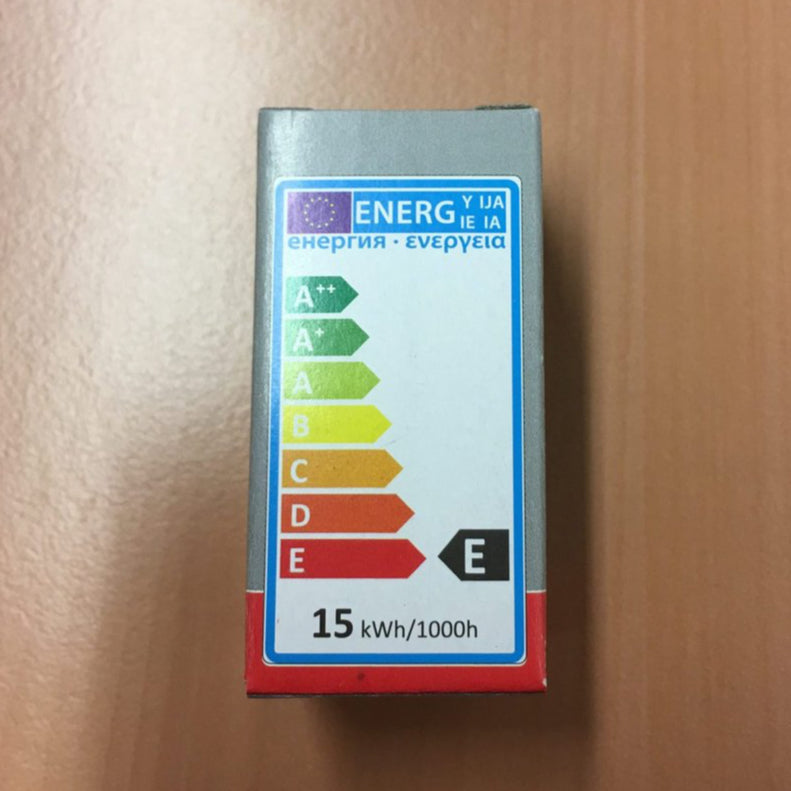 ENERG Y IJA
IE IA
енергия · ενεργεια
A++
A+
A
B
C
D
E E
15 kWh/1000h